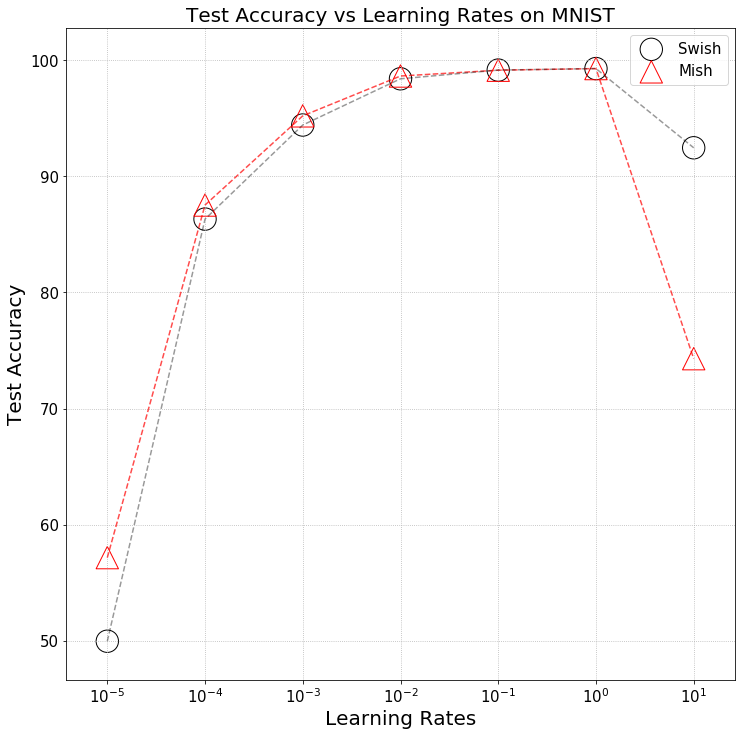 Test Accuracy vs Learning Rates on MNIST
Swish
Mish
Test Accuracy
100
90
80
70
60
50
10⁻⁵ 10⁻⁴ 10⁻³ 10⁻² 10⁻¹ 10⁰ 10¹
Learning Rates